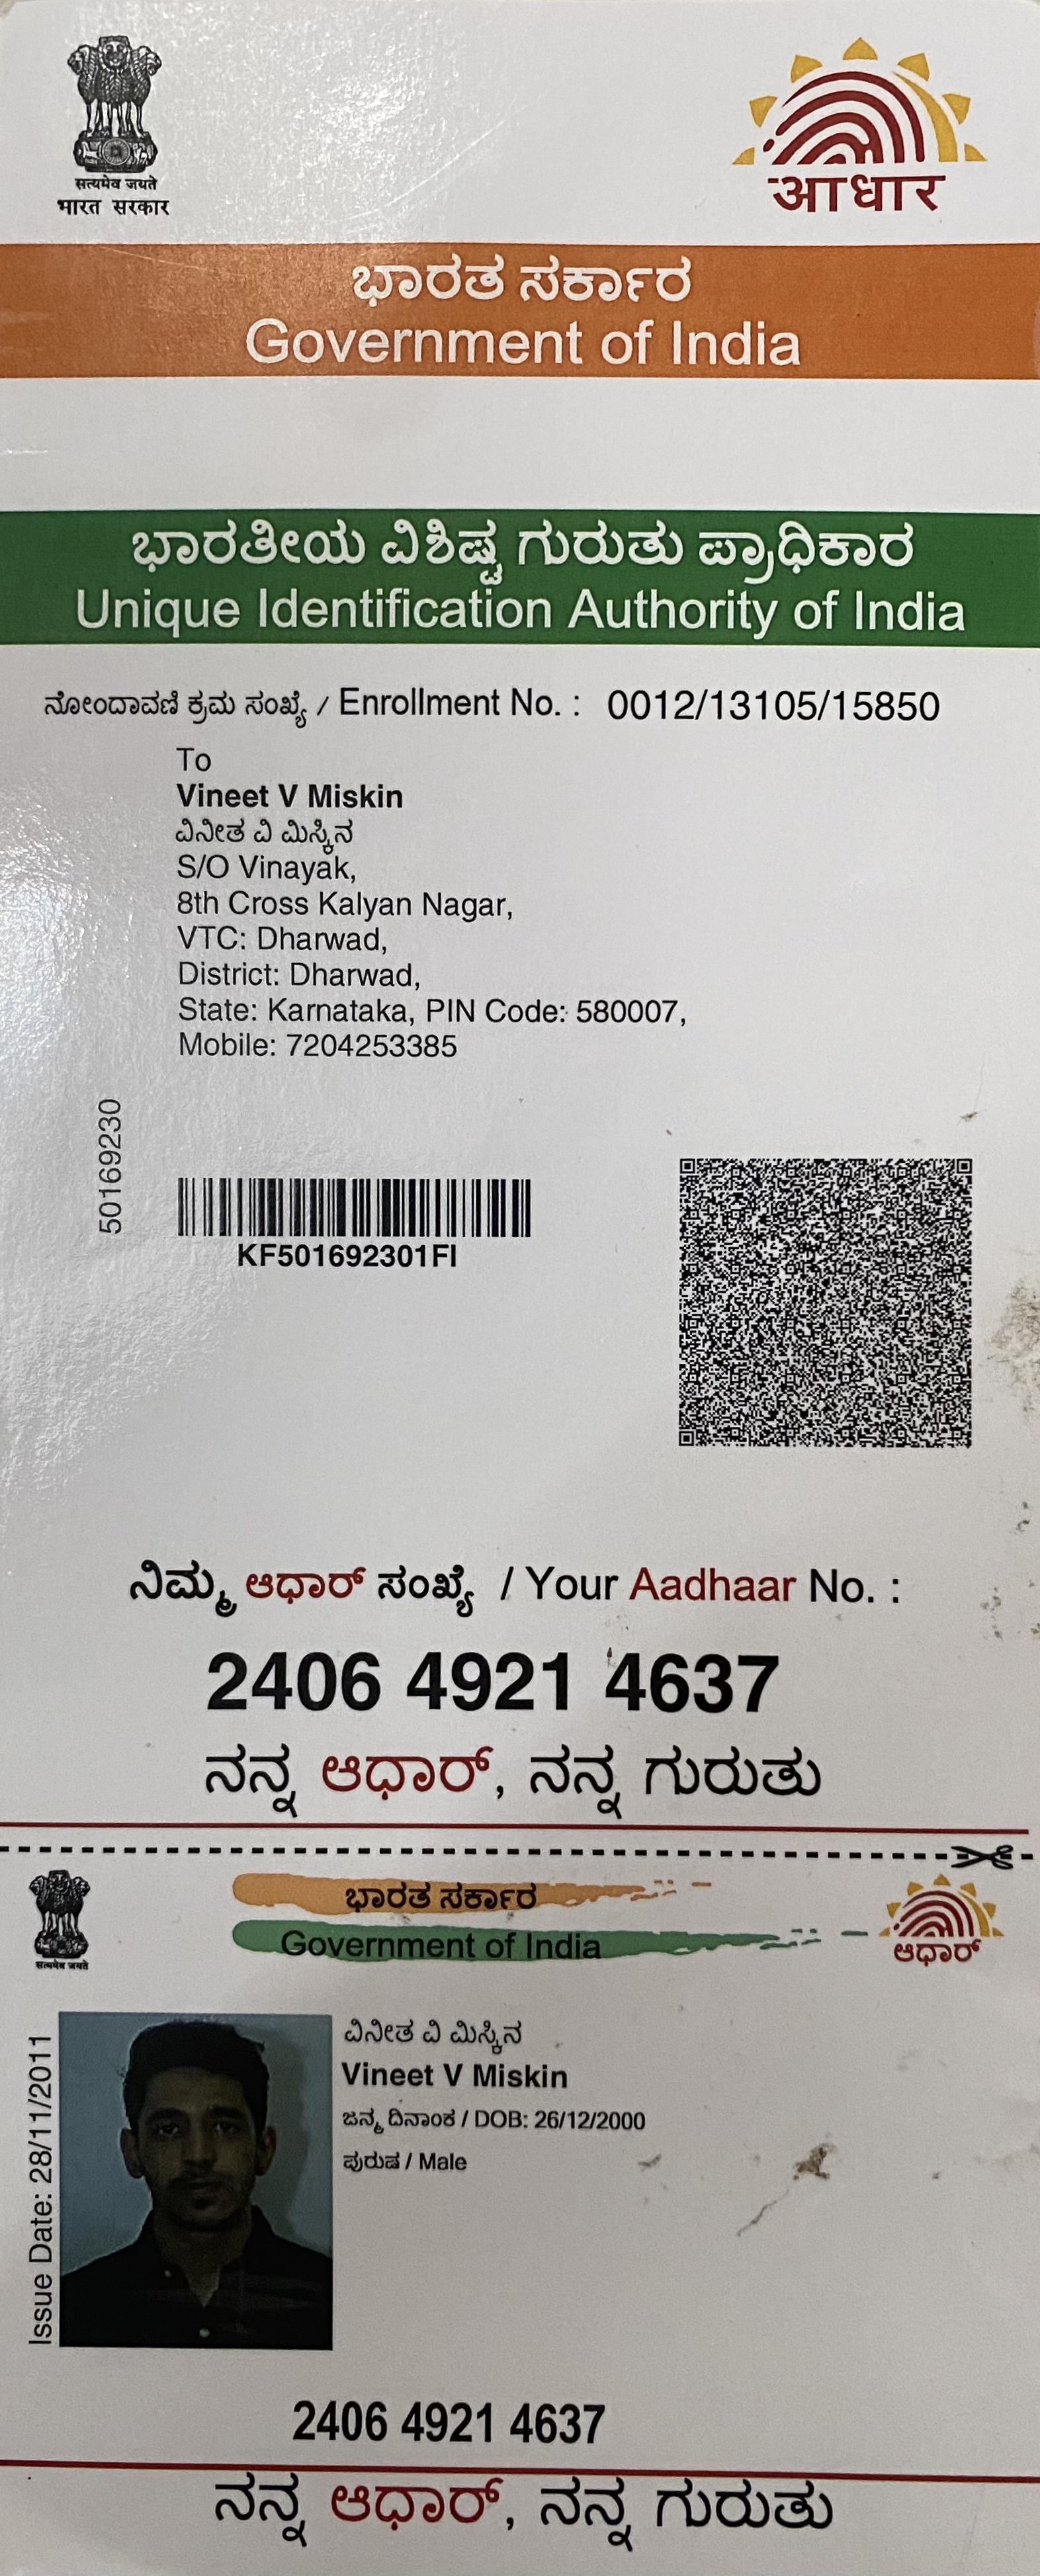 सत्यमेव जयते
भारत सरकार
आधार
ಭಾರತ ಸರ್ಕಾರ
Government of India
ಭಾರತೀಯ ವಿಶಿಷ್ಟ ಗುರುತು ಪ್ರಾಧಿಕಾರ
Unique Identification Authority of India
ನೋಂದಾವಣಿ ಕ್ರಮ ಸಂಖ್ಯೆ / Enrollment No. : 0012/13105/15850
To
Vineet V Miskin
ವಿನೀತ ವಿ ಮಿಸ್ಕಿನ
S/O Vinayak,
8th Cross Kalyan Nagar,
VTC: Dharwad,
District: Dharwad,
State: Karnataka, PIN Code: 580007,
Mobile: 7204253385
50169230
KF501692301FI
ನಿಮ್ಮ ಆಧಾರ್ ಸಂಖ್ಯೆ / Your Aadhaar No. :
2406 4921 4637
ನನ್ನ ಆಧಾರ್, ನನ್ನ ಗುರುತು
सत्यमेव जयते
ಭಾರತ ಸರ್ಕಾರ
Government of India
ಆಧಾರ್
Issue Date: 28/11/2011
ವಿನೀತ ವಿ ಮಿಸ್ಕಿನ
Vineet V Miskin
ಜನ್ಮ ದಿನಾಂಕ / DOB: 26/12/2000
ಪುರುಷ / Male
2406 4921 4637
ನನ್ನ ಆಧಾರ್, ನನ್ನ ಗುರುತು